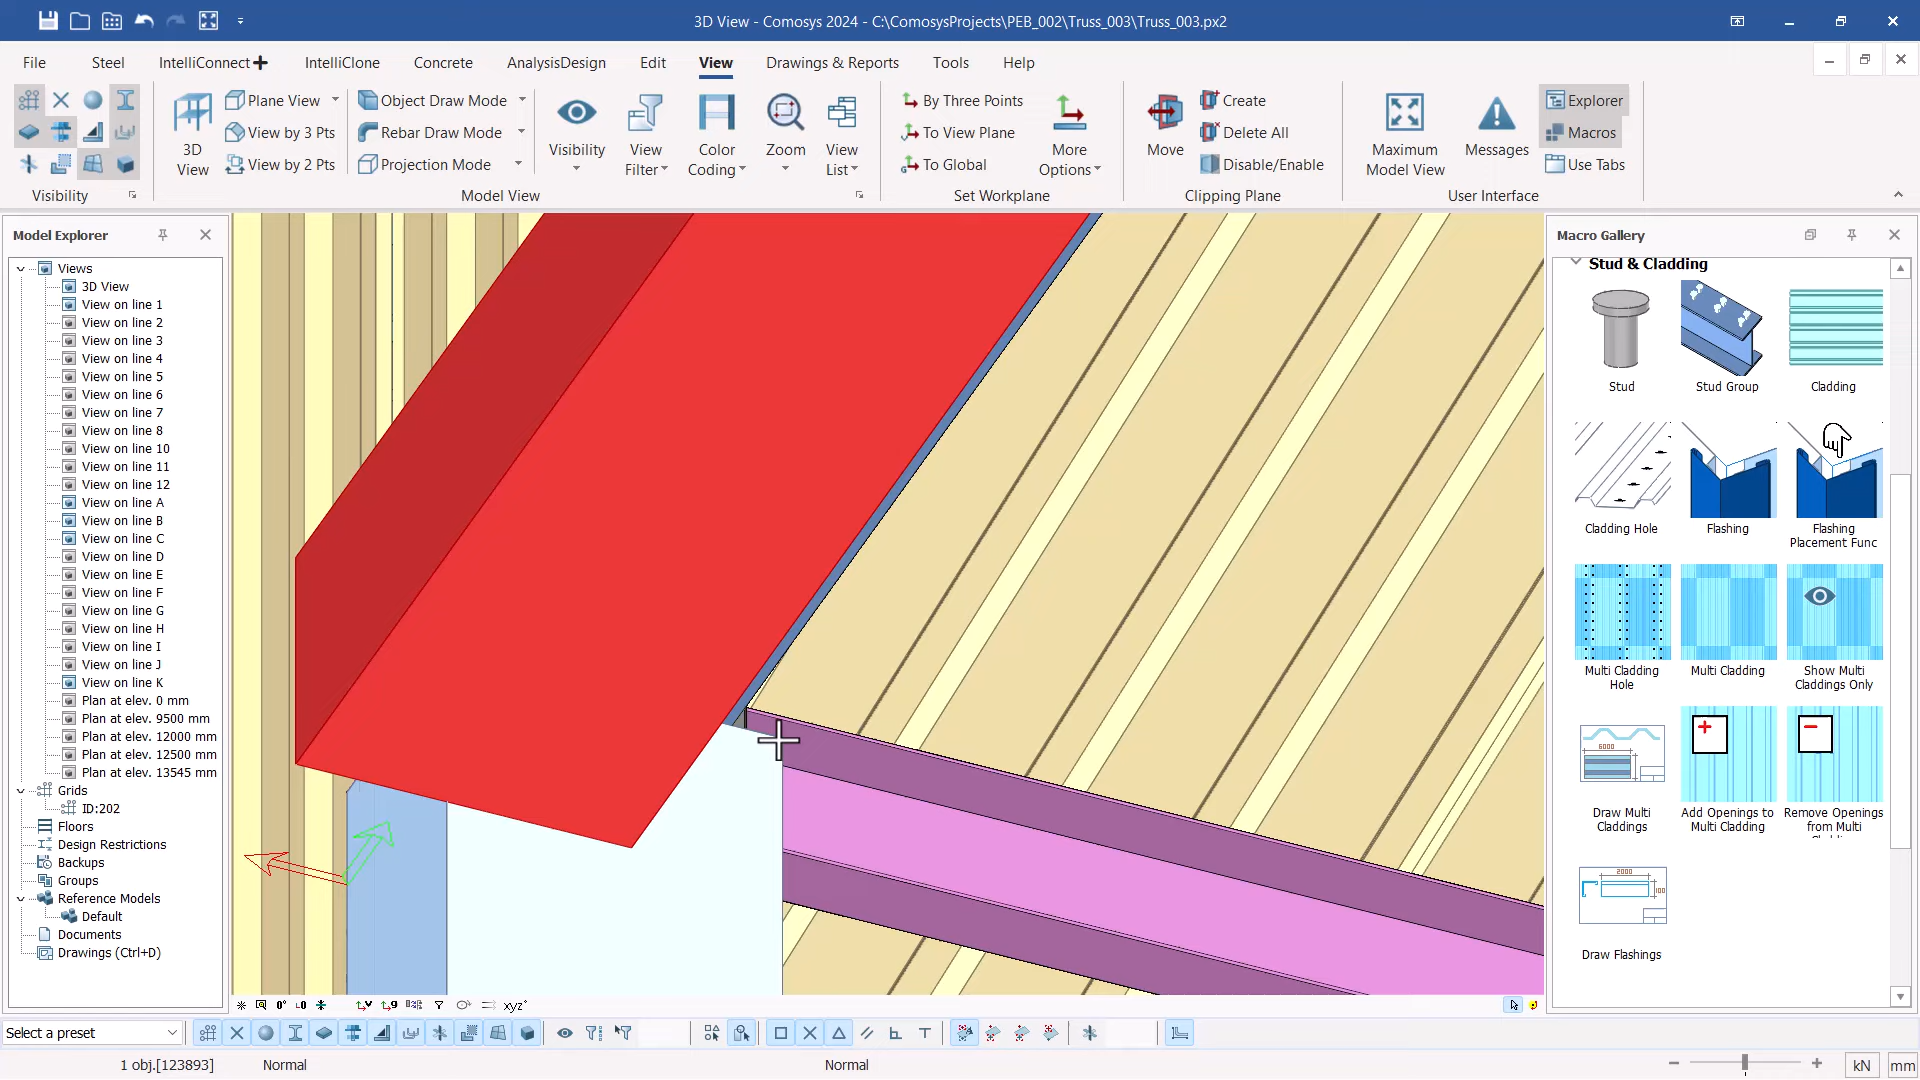 3D View - Comosys 2024 - C:\ComosysProjects\PEB_002\Truss_003\Truss_003.px2
File
Steel
IntelliConnect
IntelliClone
Concrete
AnalysisDesign
Edit
View
Drawings & Reports
Tools
Help
Visibility
3D View
Plane View
View by 3 Pts
View by 2 Pts
Object Draw Mode
Rebar Draw Mode
Projection Mode
Visibility
View Filter
Color Coding
Zoom
View List
Model View
By Three Points
To View Plane
To Global
More Options
Set Workplane
Move
Create
Delete All
Disable/Enable
Clipping Plane
Maximum Model View
Messages
Explorer
Macros
Use Tabs
User Interface
Model Explorer
Views
3D View
View on line 1
View on line 2
View on line 3
View on line 4
View on line 5
View on line 6
View on line 7
View on line 8
View on line 10
View on line 11
View on line 12
View on line A
View on line B
View on line C
View on line D
View on line E
View on line F
View on line G
View on line H
View on line I
View on line J
View on line K
Plan at elev. 0 mm
Plan at elev. 9500 mm
Plan at elev. 12000 mm
Plan at elev. 12500 mm
Plan at elev. 13545 mm
Grids
ID:202
Floors
Design Restrictions
Backups
Groups
Reference Models
Default
Documents
Drawings (Ctrl+D)
Macro Gallery
Stud & Cladding
Stud
Stud Group
Cladding
Cladding Hole
Flashing
Flashing Placement Func
Multi Cladding Hole
Multi Cladding
Show Multi Claddings Only
6000
Draw Multi Claddings
Add Openings to Multi Cladding
Remove Openings from Multi
2000
100
Draw Flashings
xyz
Select a preset
1 obj.[123893]
Normal
Normal
kN
mm